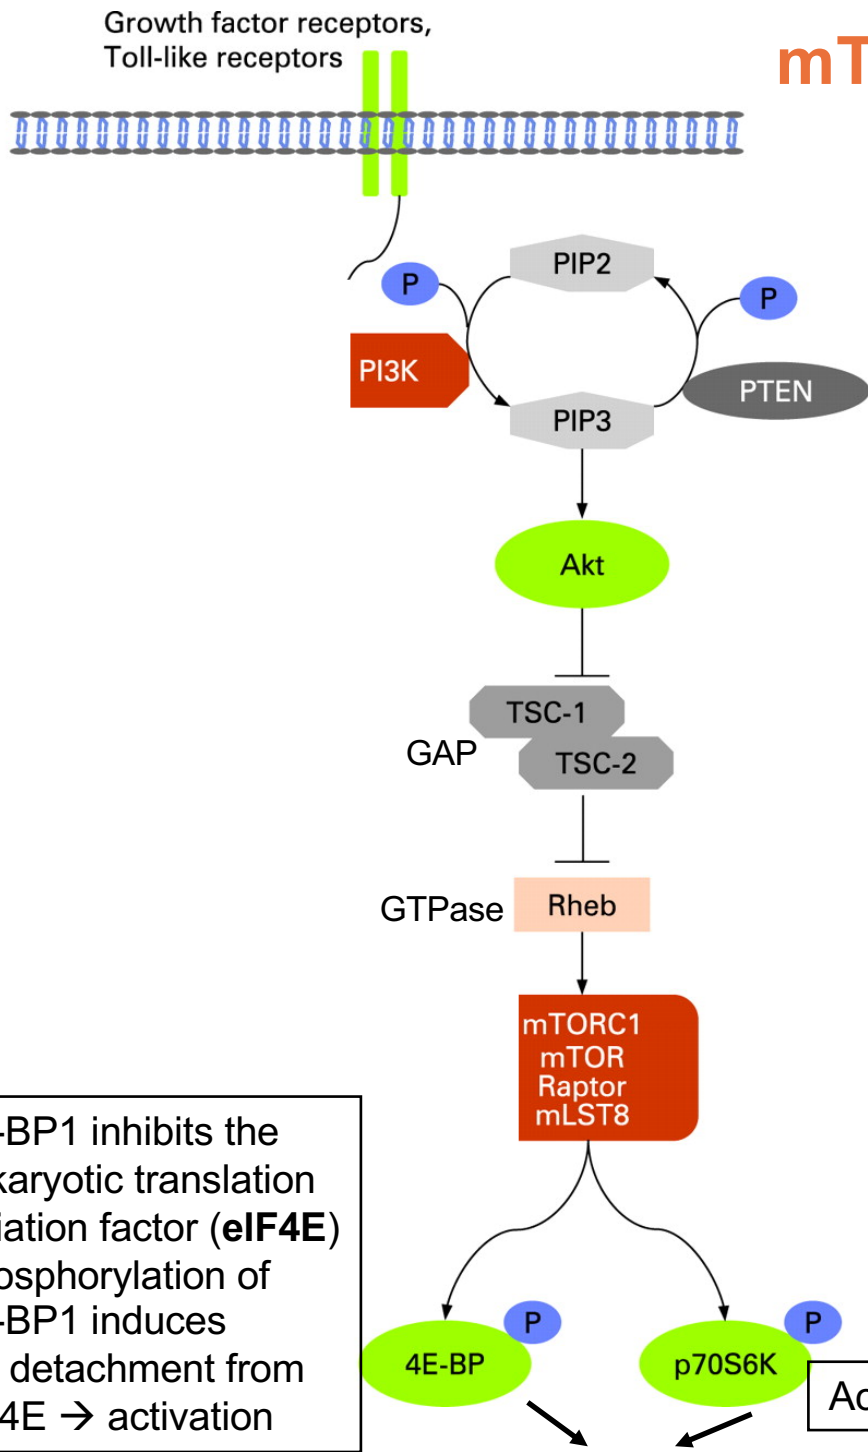 Growth factor receptors,
Toll-like receptors
mT
P
PIP2
P
PI3K
PTEN
PIP3
Akt
TSC-1
GAP
TSC-2
GTPase
Rheb
mTORC1
mTOR
Raptor
mLST8
-BP1 inhibits the
karyotic translation
iation factor (eIF4E)
osphorylation of
-BP1 induces
detachment from
4E → activation
P
4E-BP
P
p70S6K
Ac